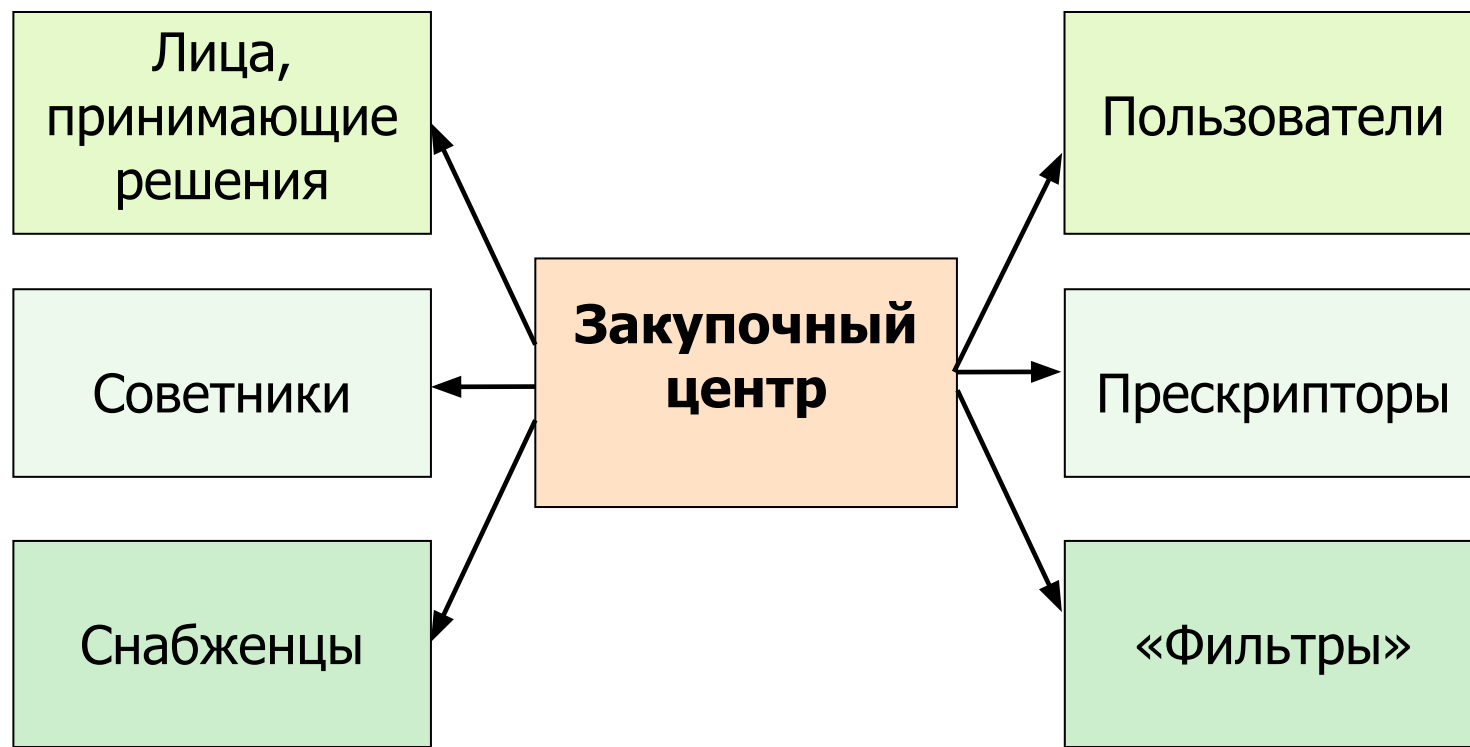 Лица,
принимающие
решения
Пользователи
Закупочный
центр
Советники
Прескрипторы
Снабженцы
«Фильтры»